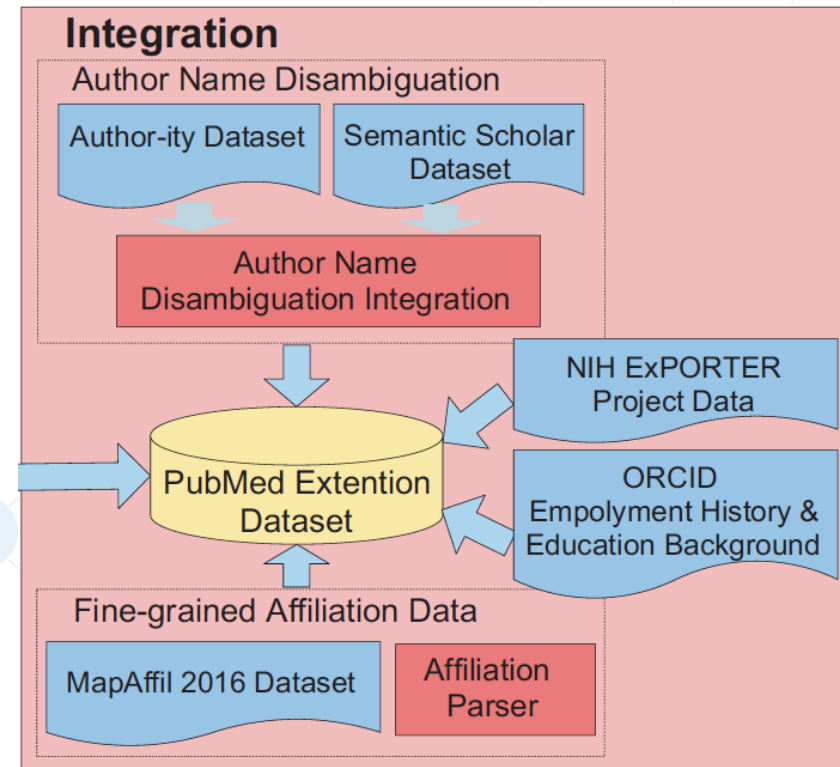 Integration
Author Name Disambiguation
Author-ity Dataset
Semantic Scholar
Dataset
Author Name
Disambiguation Integration
NIH ExPORTER
Project Data
PubMed Extention
Dataset
ORCID
Empolyment History &
Education Background
Fine-grained Affiliation Data
MapAffil 2016 Dataset
Affiliation
Parser